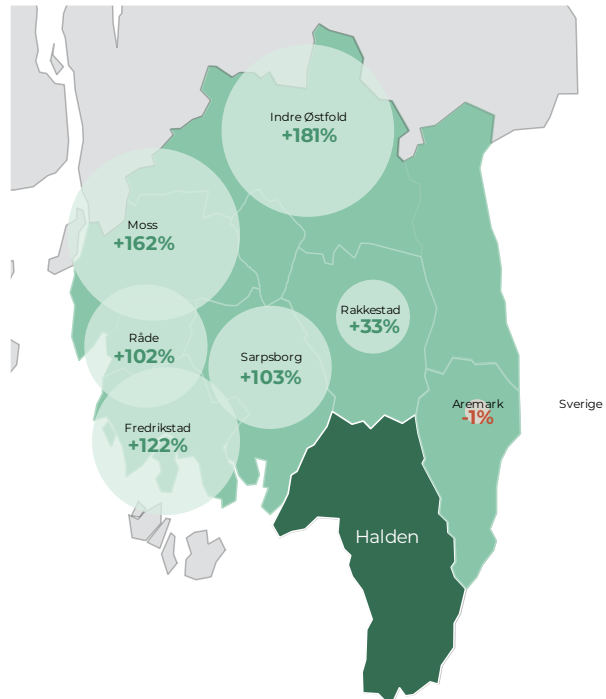 Indre Østfold
+181%
Moss
+162%
Rakkestad
+33%
Råde
+102%
Sarpsborg
+103%
Aremark
-1%
Sverige
Fredrikstad
+122%
Halden